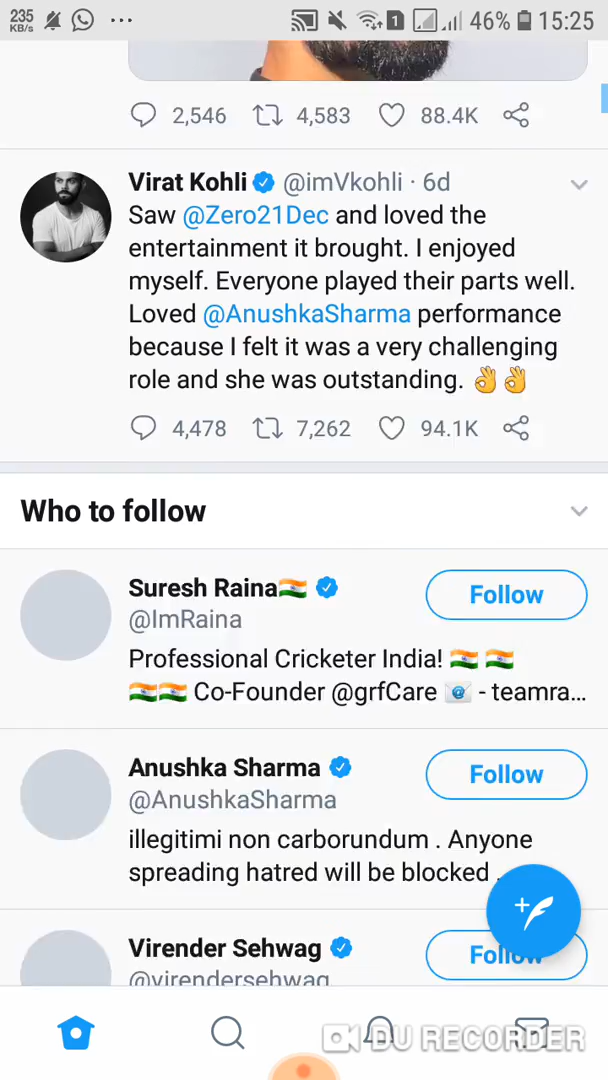 235 KB/s 1 46% 15:25
2,546 4,583 88.4K
Virat Kohli @imVkohli · 6d
Saw @Zero21Dec and loved the
entertainment it brought. I enjoyed
myself. Everyone played their parts well.
Loved @AnushkaSharma performance
because I felt it was a very challenging
role and she was outstanding. 👌👌
4,478 7,262 94.1K
Who to follow
Suresh Raina🇮🇳 Follow
@ImRaina
Professional Cricketer India! 🇮🇳 🇮🇳
🇮🇳🇮🇳 Co-Founder @grfCare 📧 - teamra...
Anushka Sharma Follow
@AnushkaSharma
illegitimi non carborundum . Anyone
spreading hatred will be blocked .
Virender Sehwag Follow
@virendersehwag
DU RECORDER